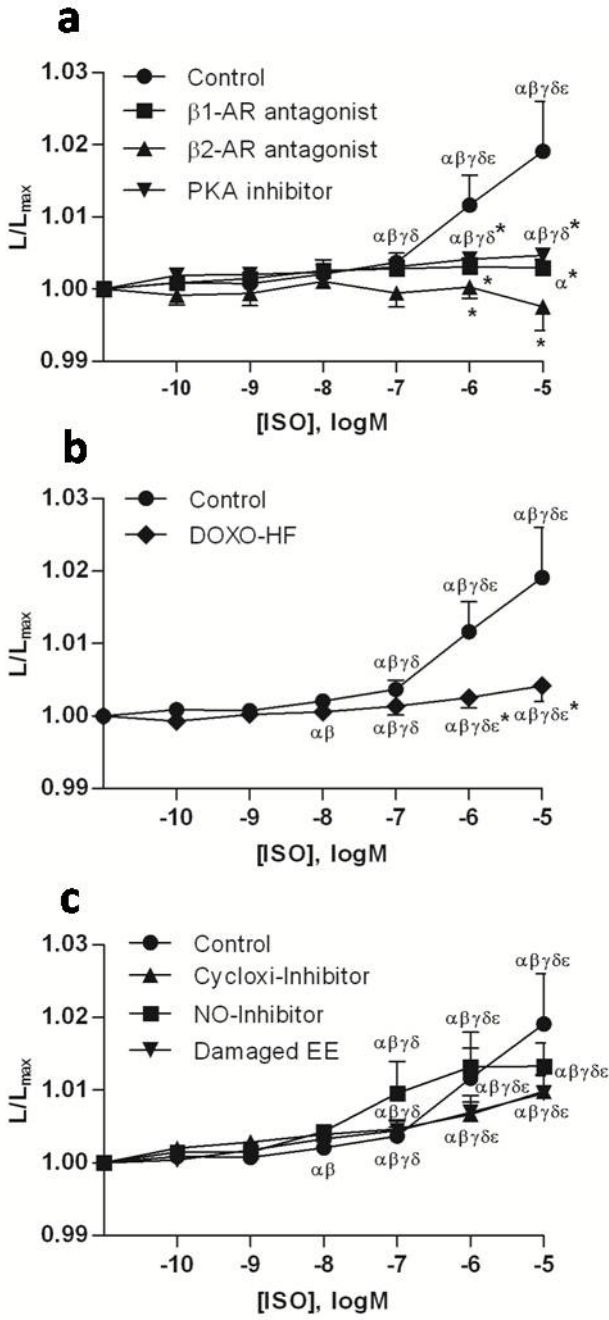 a
1.03
1.02
1.01
1.00
0.99
L/Lmax
Control
β1-AR antagonist
β2-AR antagonist
PKA inhibitor
αβγδε
αβγδε
αβγδ
αβγδ*
αβγδ*
α*
*
*
*
-10 -9 -8 -7 -6 -5
[ISO], logM
b
1.03
1.02
1.01
1.00
0.99
L/Lmax
Control
DOXO-HF
αβγδε
αβγδε
αβγδ
αβ
αβγδ
αβγδε*
αβγδε*
-10 -9 -8 -7 -6 -5
[ISO], logM
c
1.03
1.02
1.01
1.00
0.99
L/Lmax
Control
Cycloxi-Inhibitor
NO-Inhibitor
Damaged EE
αβγδε
αβγδε
αβγδ
αβγδε
αβγδε
αβγδ
αβγδε
αβγδε
αβγδ
αβ
-10 -9 -8 -7 -6 -5
[ISO], logM